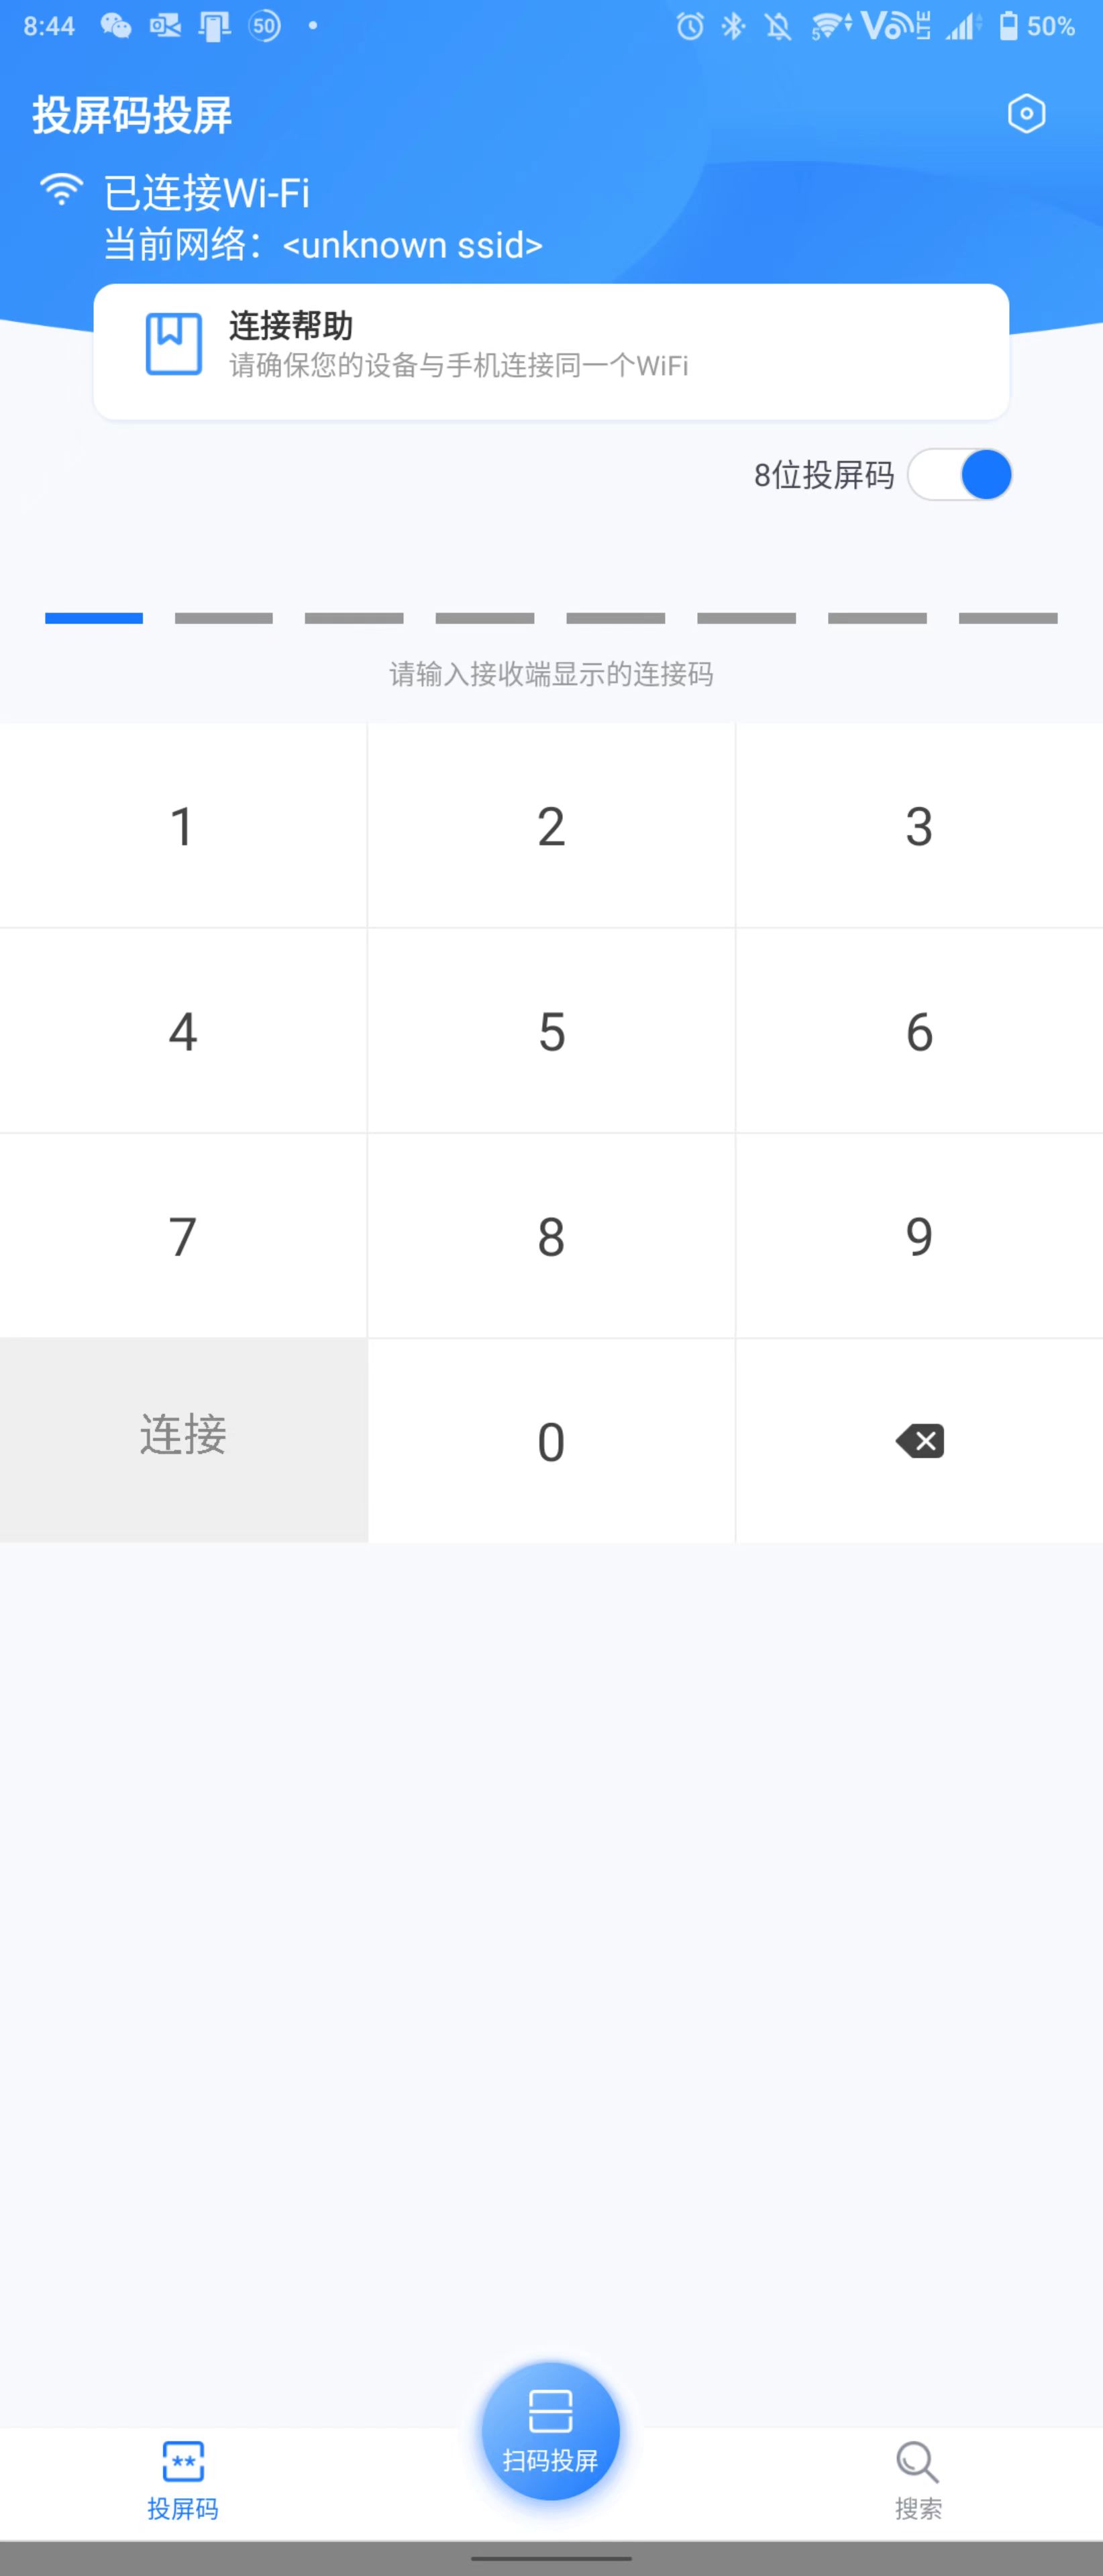 8:44 50 5 Vo LTE 50%
投屏码投屏
已连接Wi-Fi
当前网络：<unknown ssid>
连接帮助
请确保您的设备与手机连接同一个WiFi
8位投屏码
请输入接收端显示的连接码
1 2 3
4 5 6
7 8 9
连接 0
扫码投屏
投屏码 搜索